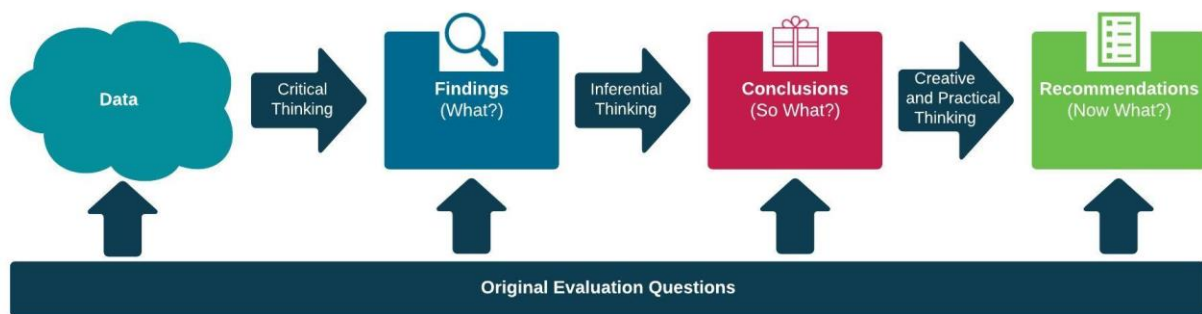 Data
Critical
Thinking
Findings
(What?)
Inferential
Thinking
Conclusions
(So What?)
Creative
and Practical
Thinking
Recommendations
(Now What?)
Original Evaluation Questions